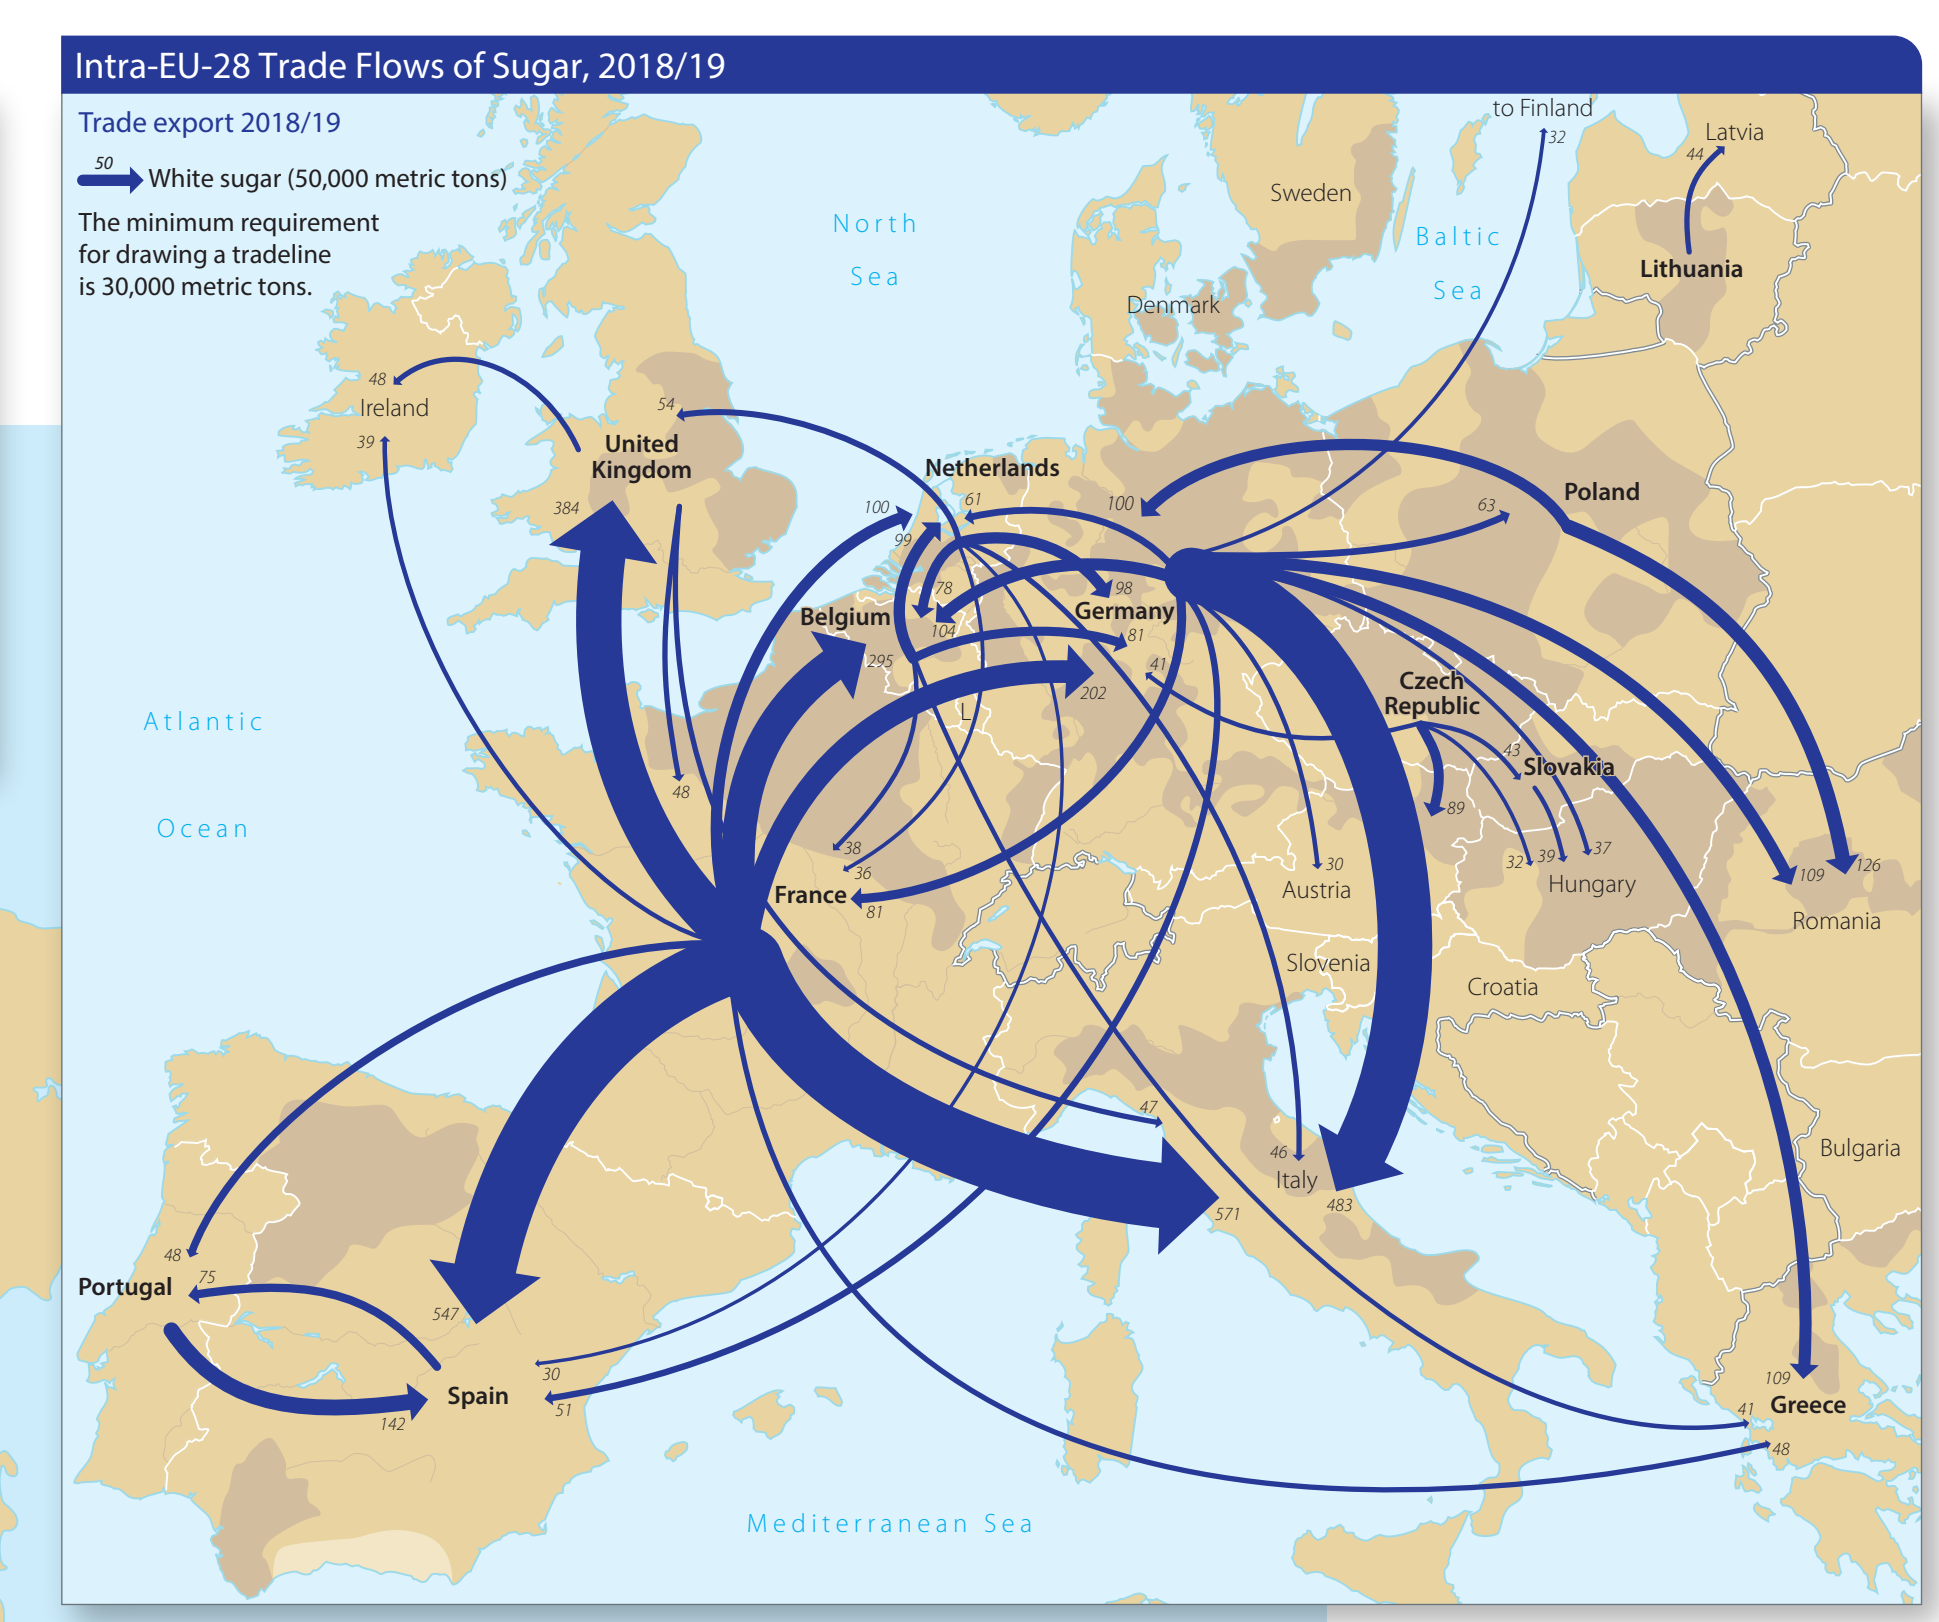 Intra-EU-28 Trade Flows of Sugar, 2018/19
Trade export 2018/19
50
White sugar (50,000 metric tons)
The minimum requirement
for drawing a tradeline
is 30,000 metric tons.
to Finland
32
Latvia
44
Lithuania
Sweden
North
Sea
Baltic
Sea
Denmark
48
Ireland
39
54
United
Kingdom
384
Netherlands
100
61
99
100
63
Poland
78
98
Belgium
104
Germany
81
295
41
202
L
Czech
Republic
Atlantic
Ocean
48
43
Slovakia
89
38
36
France
81
30
Austria
32
39
37
Hungary
109
126
Romania
Slovenia
Croatia
47
46
Italy
483
571
Bulgaria
48
75
Portugal
547
30
51
Spain
142
109
Greece
41
48
Mediterranean Sea